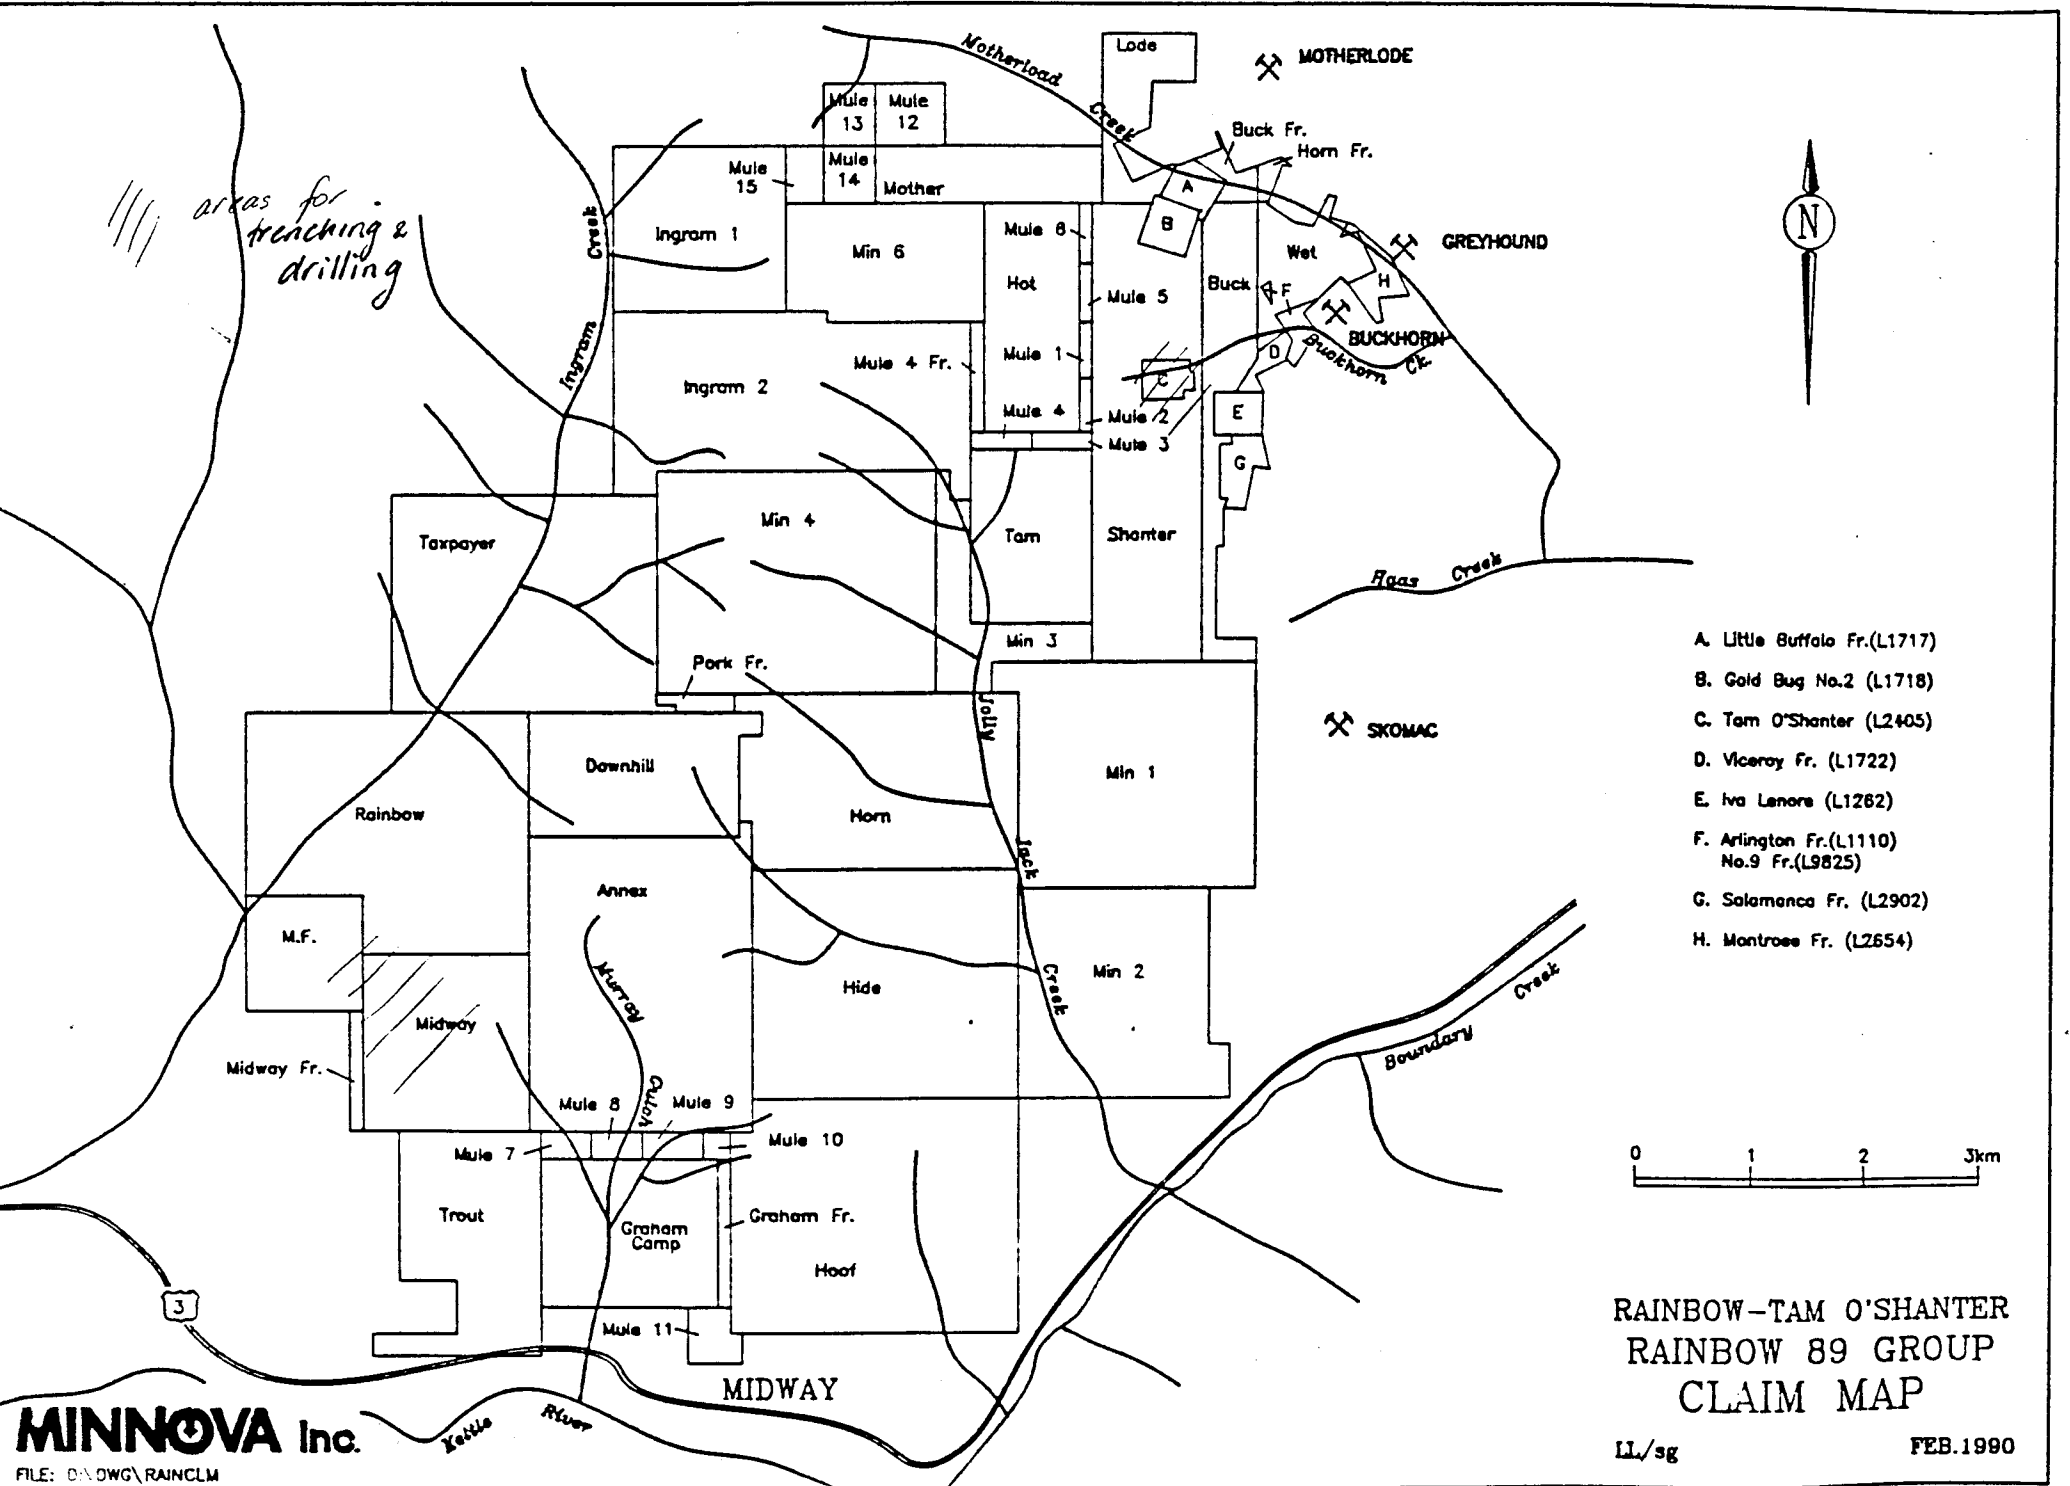 Lode
MOTHERLODE
Motherload
Creek
Mule
13
Mule
12
Buck Fr.
Horn Fr.
Mule
15
Mule
14
Mother
A
B
areas for
trenching &
drilling
Creek
Ingram
Ingram 1
Min 6
Mule 6
Hot
Mule 5
Buck
Wet
F
H
GREYHOUND
N
BUCKHORN
Buckhorn Ck.
Mule 4 Fr.
Mule 1
C
D
Ingram 2
Mule 4
Mule 2
Mule 3
E
G
Taxpayer
Min 4
Tam
Shanter
Haas Creek
Min 3
Pork Fr.
Jolly
Jack
Creek
SKOMAC
A. Little Buffalo Fr.(L1717)
B. Gold Bug No.2 (L1718)
C. Tam O'Shanter (L2405)
D. Viceroy Fr. (L1722)
E. Iva Lenore (L1262)
F. Arlington Fr.(L1110)
No.9 Fr.(L9825)
G. Salamanca Fr. (L2902)
H. Montrose Fr. (L2654)
Downhill
Min 1
Rainbow
Horn
Annex
M.F.
Hide
Min 2
Murray
Gulch
Midway
Boundary Creek
Midway Fr.
Mule 8
Mule 9
Mule 7
Mule 10
0 1 2 3km
Trout
Graham
Camp
Graham Fr.
Hoof
3
Mule 11
MIDWAY
Kettle River
RAINBOW-TAM O'SHANTER
RAINBOW 89 GROUP
CLAIM MAP
LL/sg FEB.1990
MINNOVA Inc.
FILE: D:\DWG\RAINCLM